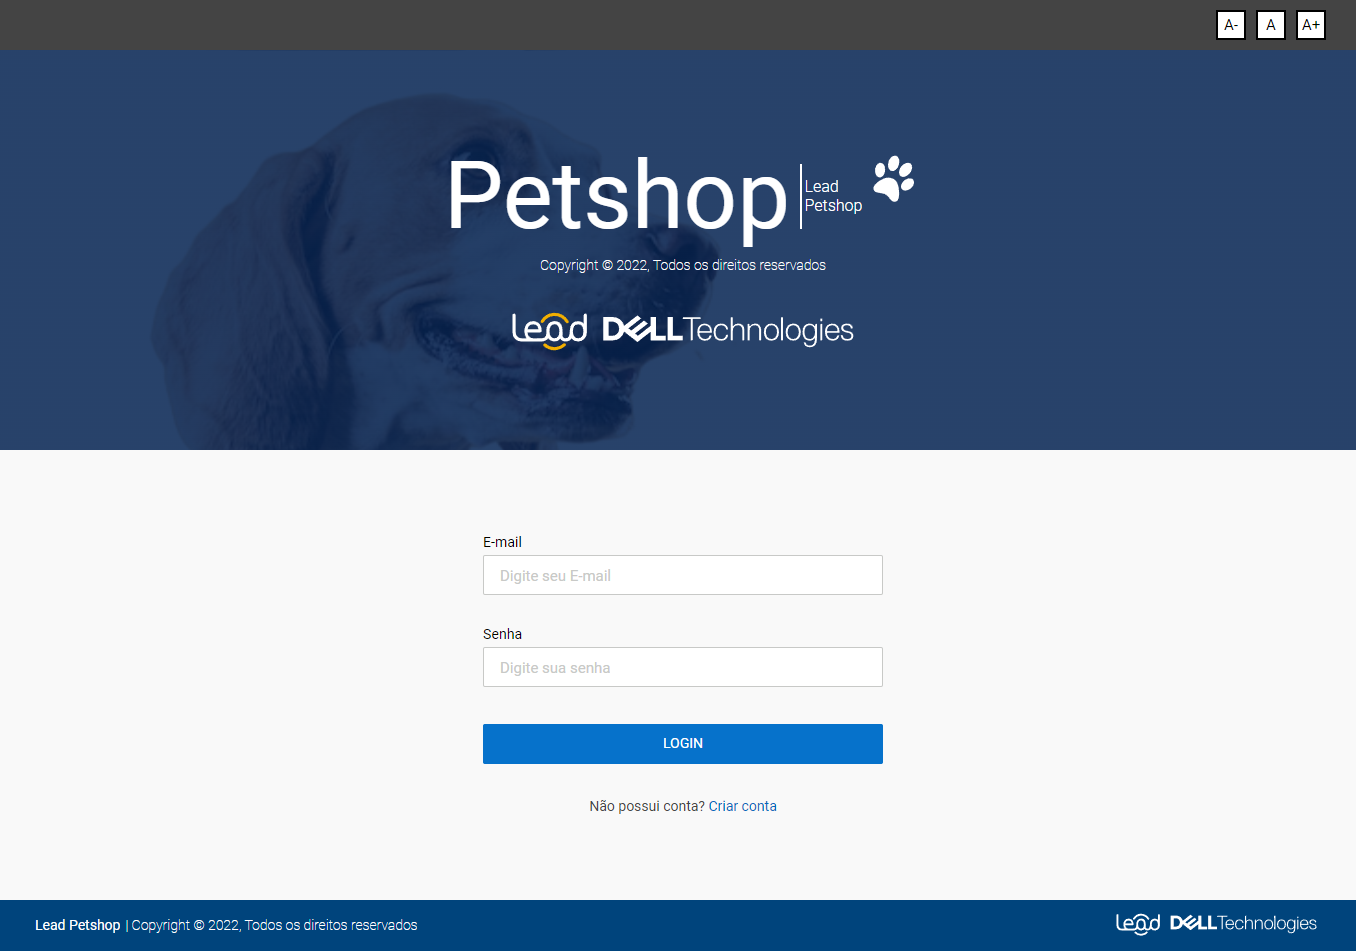 A- A A+
Petshop
Lead
Petshop
Copyright © 2022, Todos os direitos reservados
Lead DELL Technologies
E-mail
Digite seu E-mail
Senha
Digite sua senha
LOGIN
Não possui conta? Criar conta
Lead Petshop | Copyright © 2022, Todos os direitos reservados
Lead DELL Technologies